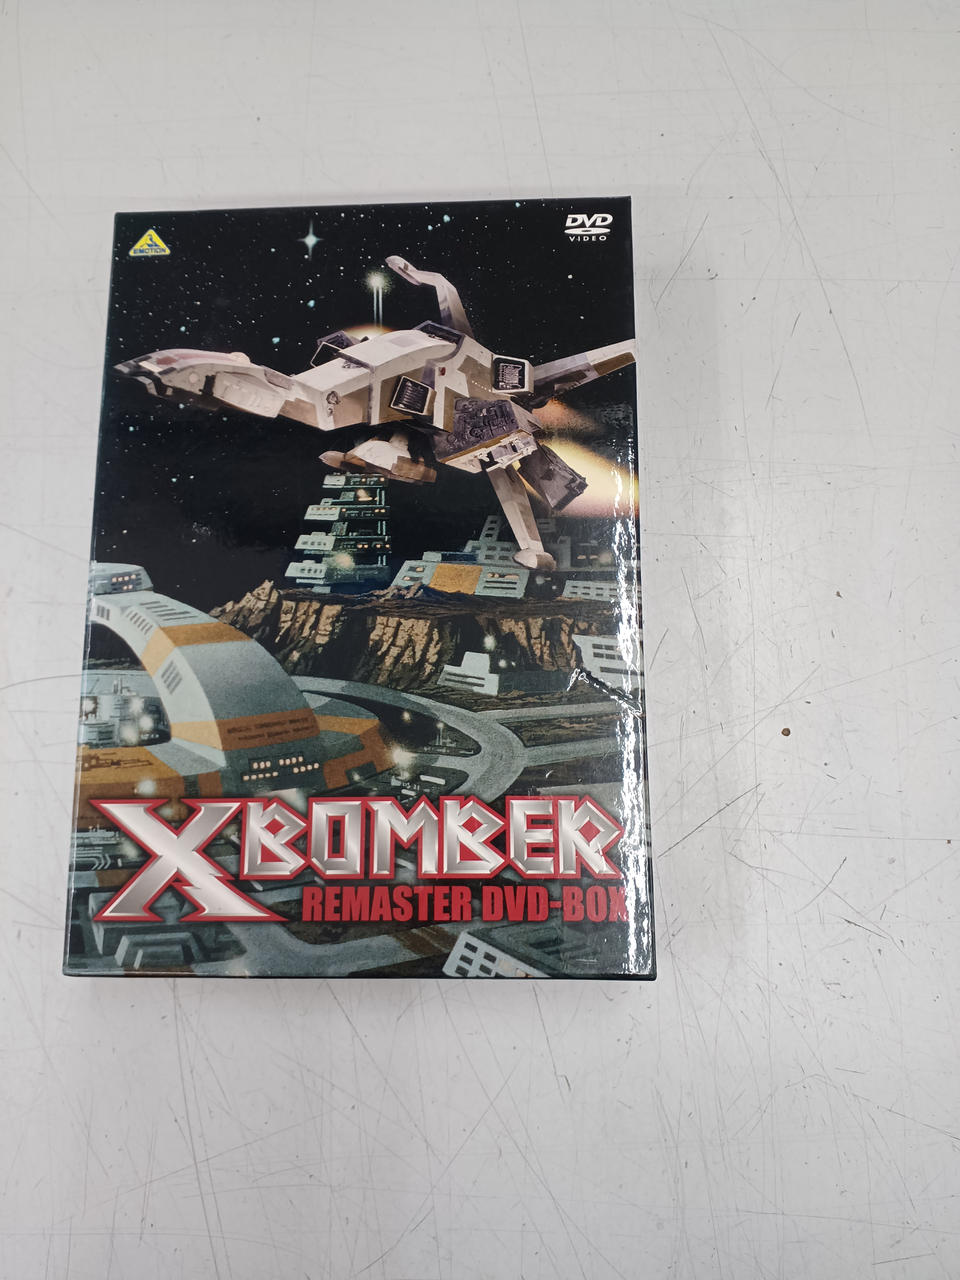 EMOTION
DVD
VIDEO
XBOMBER
REMASTER DVD-BOX